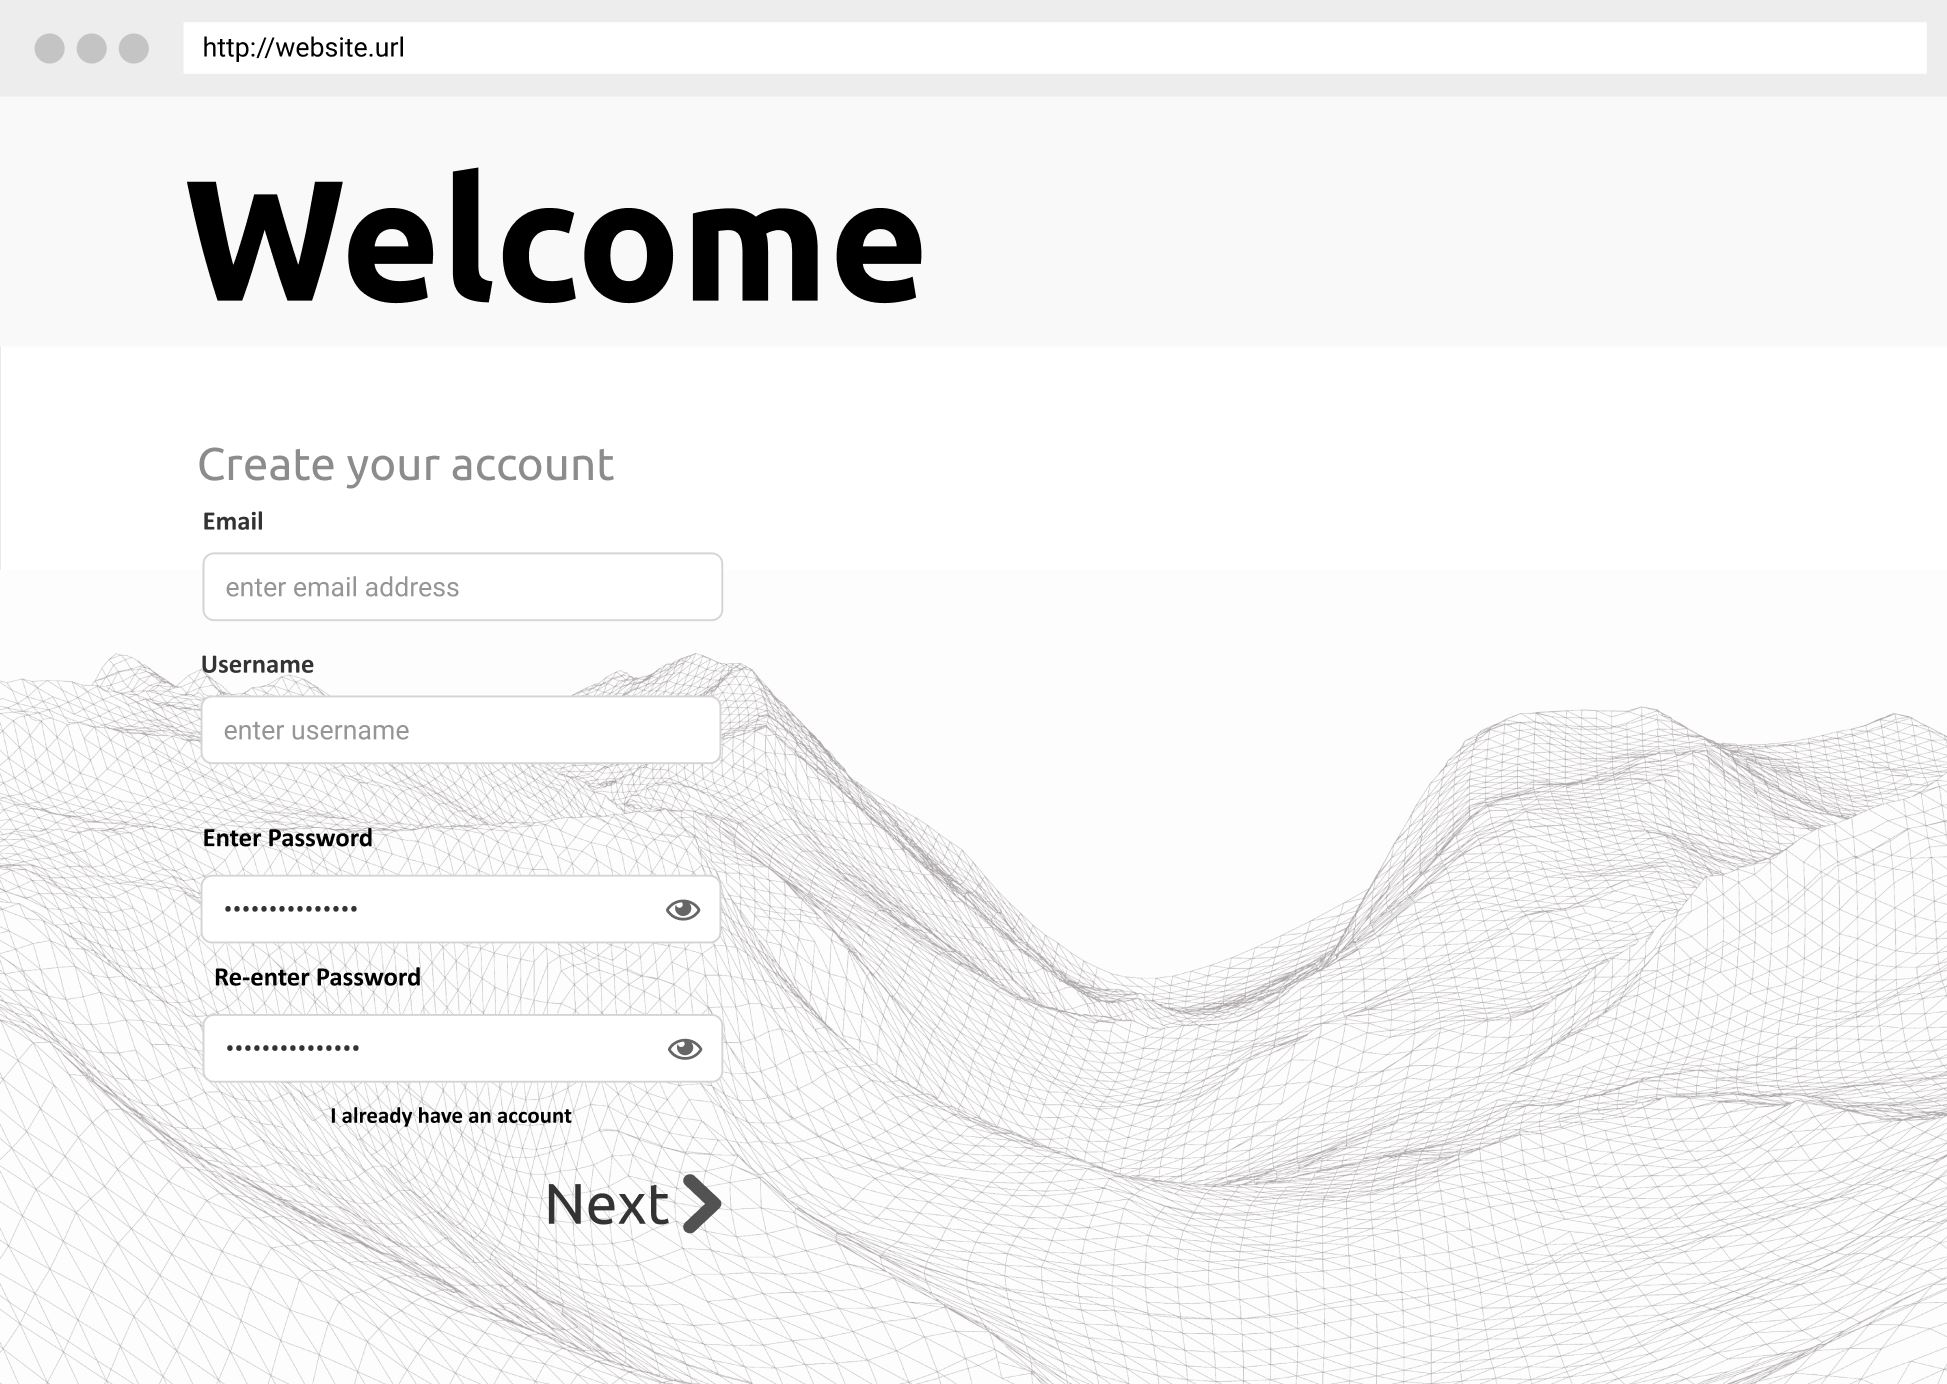 http://website.url
Welcome
Create your account
Email
enter email address
Username
enter username
Enter Password
•••••••••••••••
Re-enter Password
•••••••••••••••
I already have an account
Next